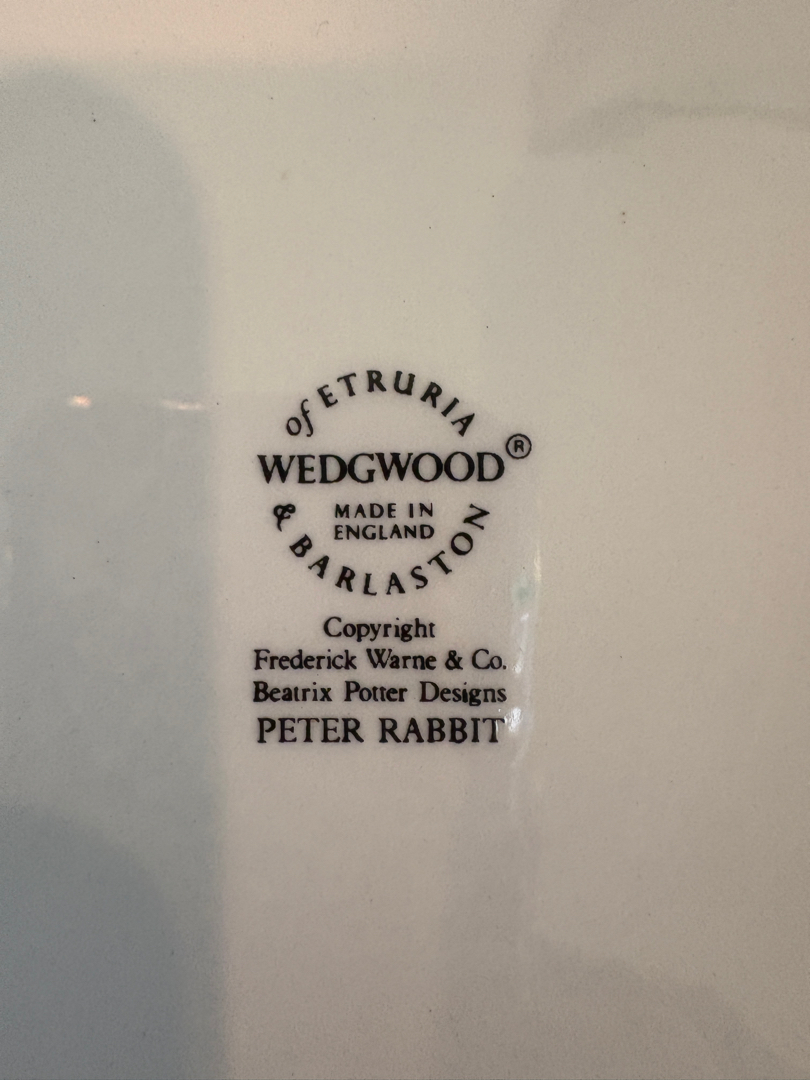 of ETRURIA
WEDGWOOD®
MADE IN
ENGLAND
& BARLASTON
Copyright
Frederick Warne & Co.
Beatrix Potter Designs
PETER RABBIT